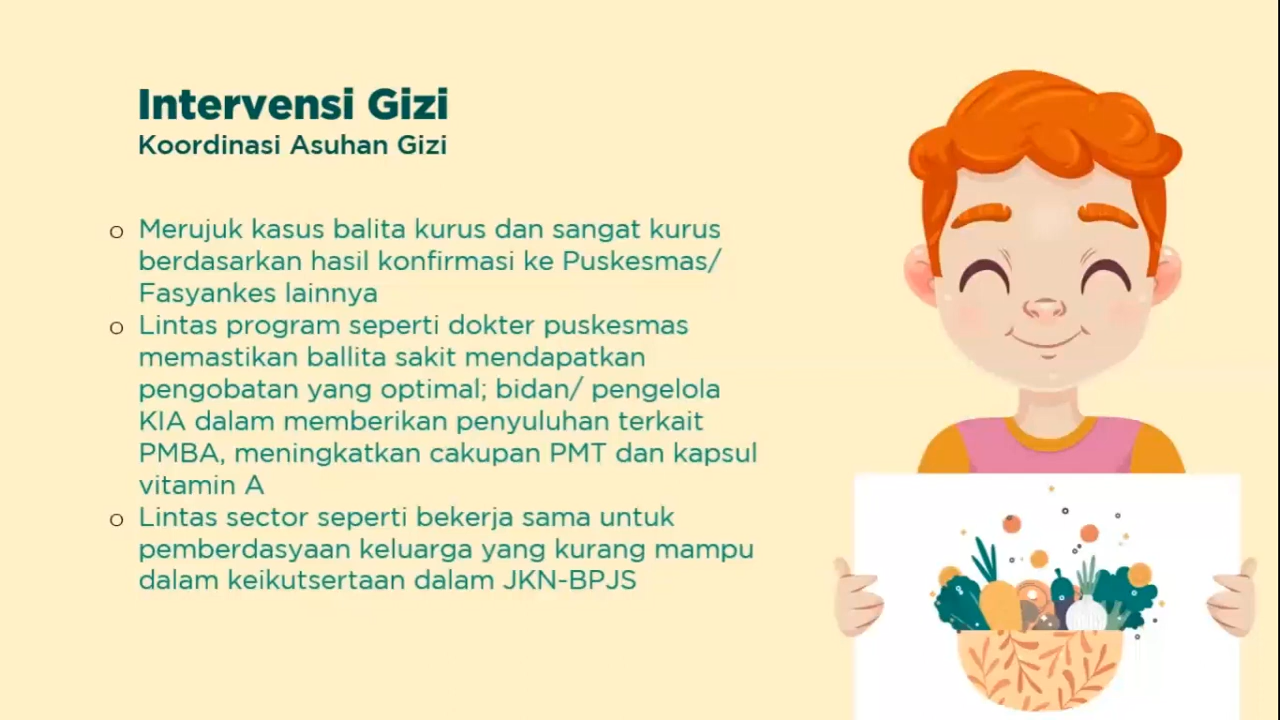 Intervensi Gizi
Koordinasi Asuhan Gizi
o Merujuk kasus balita kurus dan sangat kurus
berdasarkan hasil konfirmasi ke Puskesmas/
Fasyankes lainnya
o Lintas program seperti dokter puskesmas
memastikan ballita sakit mendapatkan
pengobatan yang optimal; bidan/ pengelola
KIA dalam memberikan penyuluhan terkait
PMBA, meningkatkan cakupan PMT dan kapsul
vitamin A
o Lintas sector seperti bekerja sama untuk
pemberdasyaan keluarga yang kurang mampu
dalam keikutsertaan dalam JKN-BPJS